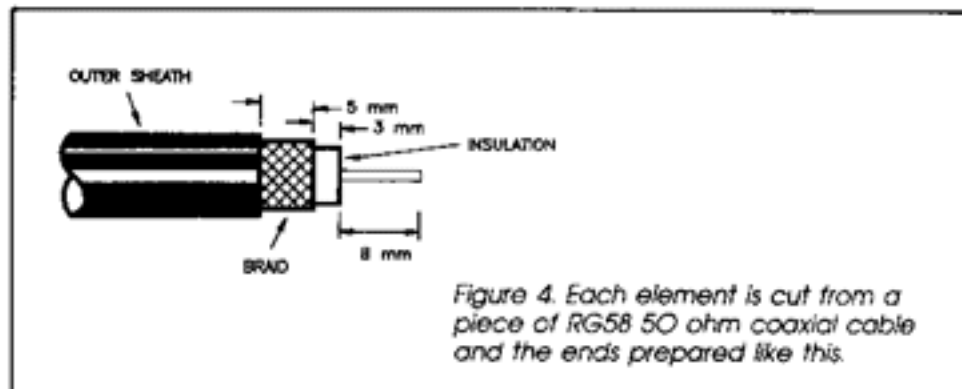 OUTER SHEATH
5 mm
3 mm
INSULATION
8 mm
BRAID
Figure 4. Each element is cut from a
piece of RG58 50 ohm coaxial cable
and the ends prepared like this.